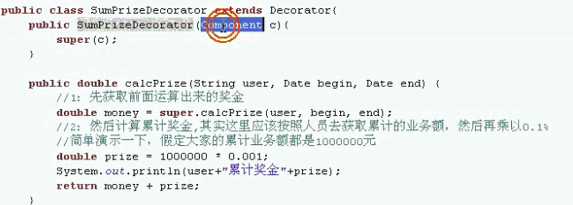 public class SumPrizeDecorator extends Decorator{
public SumPrizeDecorator(Component c){
super(c);
}
public double calcPrize(String user, Date begin, Date end) {
//1: 先获取前面运算出来的奖金
double money = super.calcPrize(user, begin, end);
//2: 然后计算累计奖金,其实这里应该按照人员去获取累计的业务额，然后再乘以0.1%
//简单演示一下，假定大家的累计业务额都是1000000元
double prize = 1000000 * 0.001;
System.out.println(user+"累计奖金"+prize);
return money + prize;
}